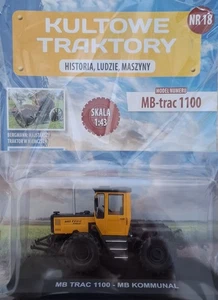 KULTOWE
TRAKTORY
NR 18
HISTORIA, LUDZIE, MASZYNY
SKALA
1:43
MODEL NUMERU
MB-trac 1100
MB TRAC 1100 - MB KOMMUNAL